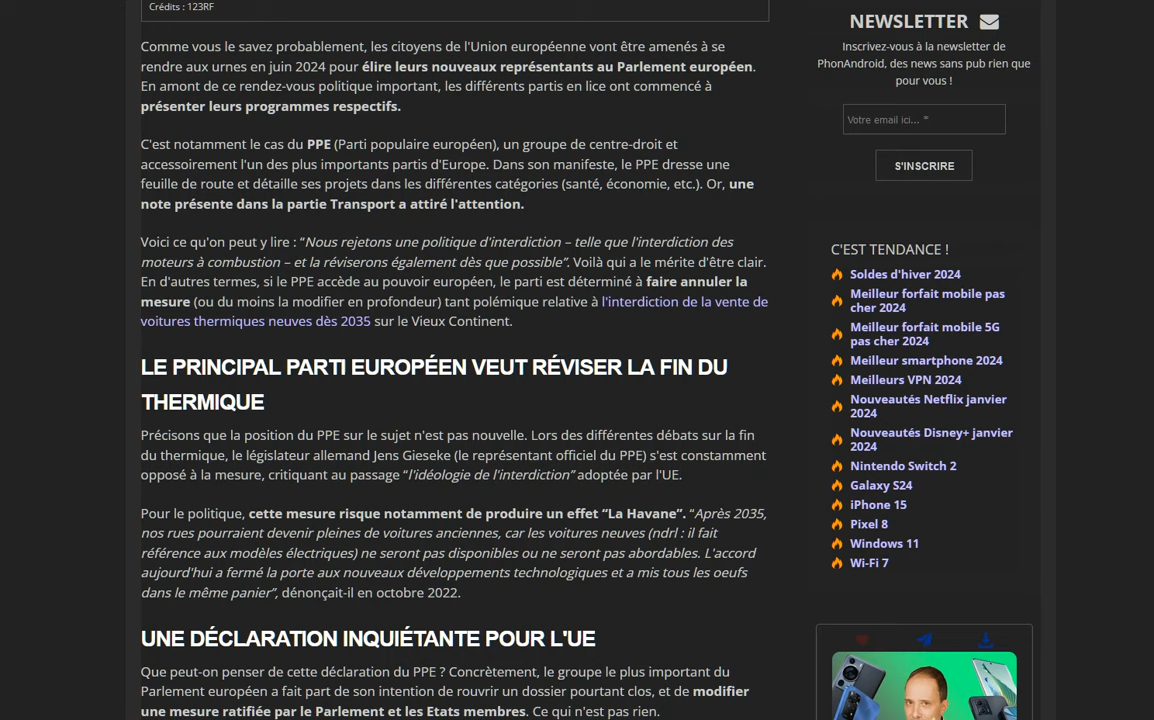 Crédits : 123RF
Comme vous le savez probablement, les citoyens de l'Union européenne vont être amenés à se
rendre aux urnes en juin 2024 pour élire leurs nouveaux représentants au Parlement européen.
En amont de ce rendez-vous politique important, les différents partis en lice ont commencé à
présenter leurs programmes respectifs.
C'est notamment le cas du PPE (Parti populaire européen), un groupe de centre-droit et
accessoirement l'un des plus importants partis d'Europe. Dans son manifeste, le PPE dresse une
feuille de route et détaille ses projets dans les différentes catégories (santé, économie, etc.). Or, une
note présente dans la partie Transport a attiré l'attention.
Voici ce qu'on peut y lire : “Nous rejetons une politique d'interdiction – telle que l'interdiction des
moteurs à combustion – et la réviserons également dès que possible”. Voilà qui a le mérite d'être clair.
En d'autres termes, si le PPE accède au pouvoir européen, le parti est déterminé à faire annuler la
mesure (ou du moins la modifier en profondeur) tant polémique relative à l'interdiction de la vente de
voitures thermiques neuves dès 2035 sur le Vieux Continent.
LE PRINCIPAL PARTI EUROPÉEN VEUT RÉVISER LA FIN DU
THERMIQUE
Précisons que la position du PPE sur le sujet n'est pas nouvelle. Lors des différentes débats sur la fin
du thermique, le législateur allemand Jens Gieseke (le représentant officiel du PPE) s'est constamment
opposé à la mesure, critiquant au passage “l'idéologie de l'interdiction” adoptée par l'UE.
Pour le politique, cette mesure risque notamment de produire un effet “La Havane”. “Après 2035,
nos rues pourraient devenir pleines de voitures anciennes, car les voitures neuves (ndrl : il fait
référence aux modèles électriques) ne seront pas disponibles ou ne seront pas abordables. L'accord
aujourd'hui a fermé la porte aux nouveaux développements technologiques et a mis tous les oeufs
dans le même panier”, dénonçait-il en octobre 2022.
UNE DÉCLARATION INQUIÉTANTE POUR L'UE
Que peut-on penser de cette déclaration du PPE ? Concrètement, le groupe le plus important du
Parlement européen a fait part de son intention de rouvrir un dossier pourtant clos, et de modifier
une mesure ratifiée par le Parlement et les Etats membres. Ce qui n'est pas rien.
NEWSLETTER
Inscrivez-vous à la newsletter de
PhonAndroid, des news sans pub rien que
pour vous !
Votre email ici... *
S'INSCRIRE
C'EST TENDANCE !
Soldes d'hiver 2024
Meilleur forfait mobile pas
cher 2024
Meilleur forfait mobile 5G
pas cher 2024
Meilleur smartphone 2024
Meilleurs VPN 2024
Nouveautés Netflix janvier
2024
Nouveautés Disney+ janvier
2024
Nintendo Switch 2
Galaxy S24
iPhone 15
Pixel 8
Windows 11
Wi-Fi 7